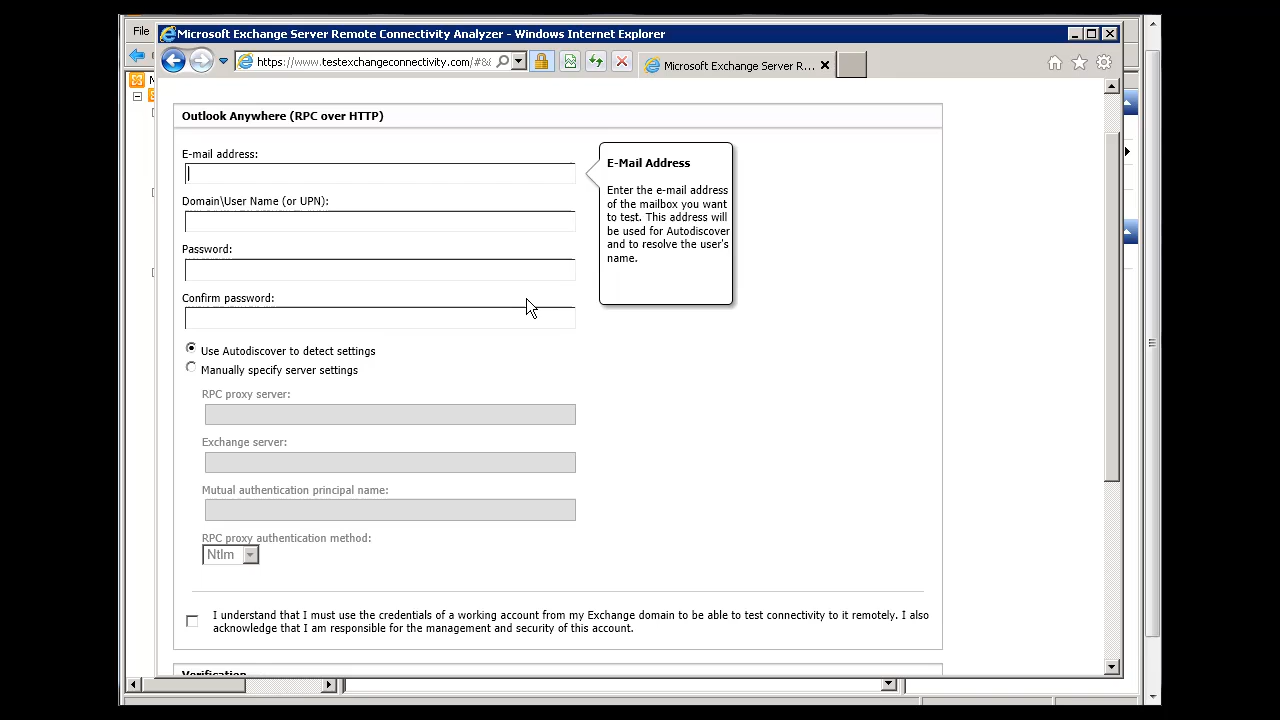 File
Microsoft Exchange Server Remote Connectivity Analyzer - Windows Internet Explorer
https://www.testexchangeconnectivity.com/#&
Microsoft Exchange Server R...
Outlook Anywhere (RPC over HTTP)
E-mail address:
Domain\User Name (or UPN):
Password:
Confirm password:
E-Mail Address
Enter the e-mail address
of the mailbox you want
to test. This address will
be used for Autodiscover
and to resolve the user's
name.
Use Autodiscover to detect settings
Manually specify server settings
RPC proxy server:
Exchange server:
Mutual authentication principal name:
RPC proxy authentication method:
Ntlm
I understand that I must use the credentials of a working account from my Exchange domain to be able to test connectivity to it remotely. I also
acknowledge that I am responsible for the management and security of this account.
Verification